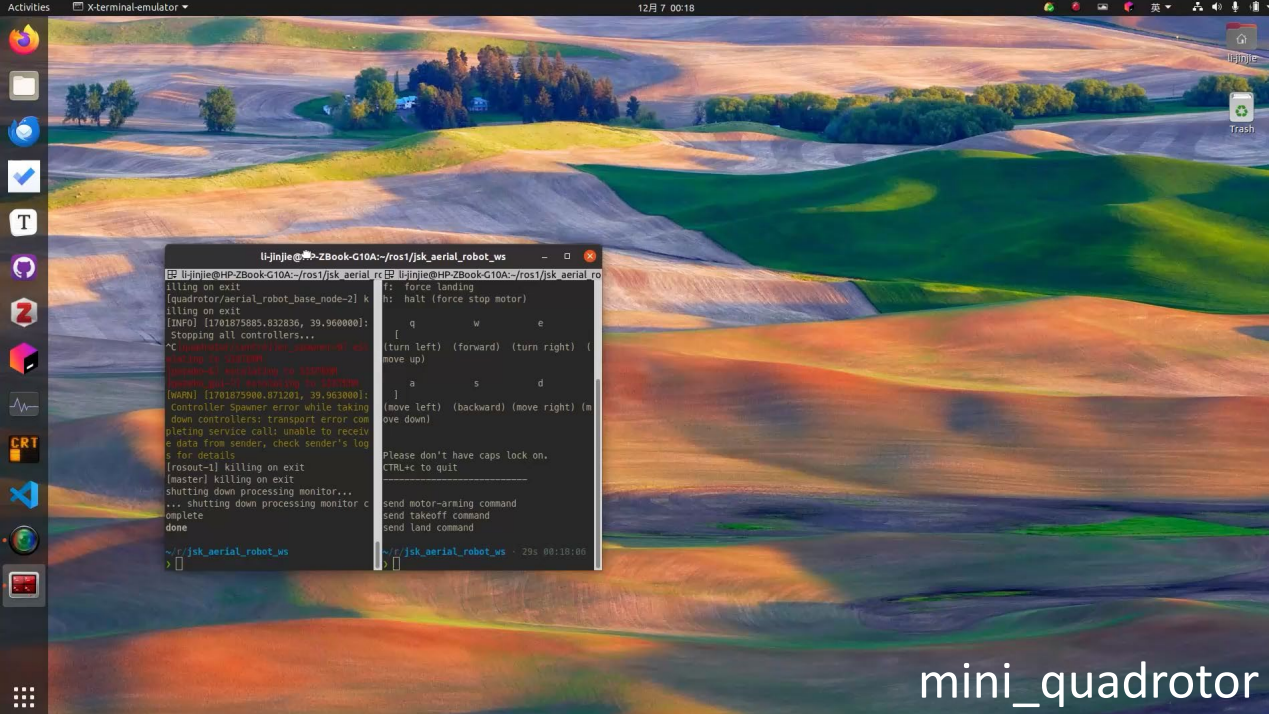 Activities
X-terminal-emulator
12月 7 00:18
英
li-jinjie
Trash
li-jinjie@HP-ZBook-G10A:~/ros1/jsk_aerial_robot_ws
li-jinjie@HP-ZBook-G10A:~/ros1/jsk_aerial_rc
illing on exit
[quadrotor/aerial_robot_base_node-2] k
illing on exit
[INFO] [1701875885.832836, 39.960000]:
Stopping all controllers...
^C
[WARN] [1701875900.871201, 39.963000]:
Controller Spawner error while taking
down controllers: transport error com
pleting service call: unable to receiv
e data from sender, check sender's log
s for details
[rosout-1] killing on exit
[master] killing on exit
shutting down processing monitor...
... shutting down processing monitor c
omplete
done
~/r/jsk_aerial_robot_ws
❯
li-jinjie@HP-ZBook-G10A:~/ros1/jsk_aerial_ro
f:  force landing
h:  halt (force stop motor)
q w e
[
(turn left) (forward) (turn right) (
move up)
a s d
]
(move left) (backward) (move right) (m
ove down)
Please don't have caps lock on.
CTRL+c to quit
---------------------------
send motor-arming command
send takeoff command
send land command
~/r/jsk_aerial_robot_ws · 29s 00:18:06
❯
T
Z
CRT
mini_quadrotor